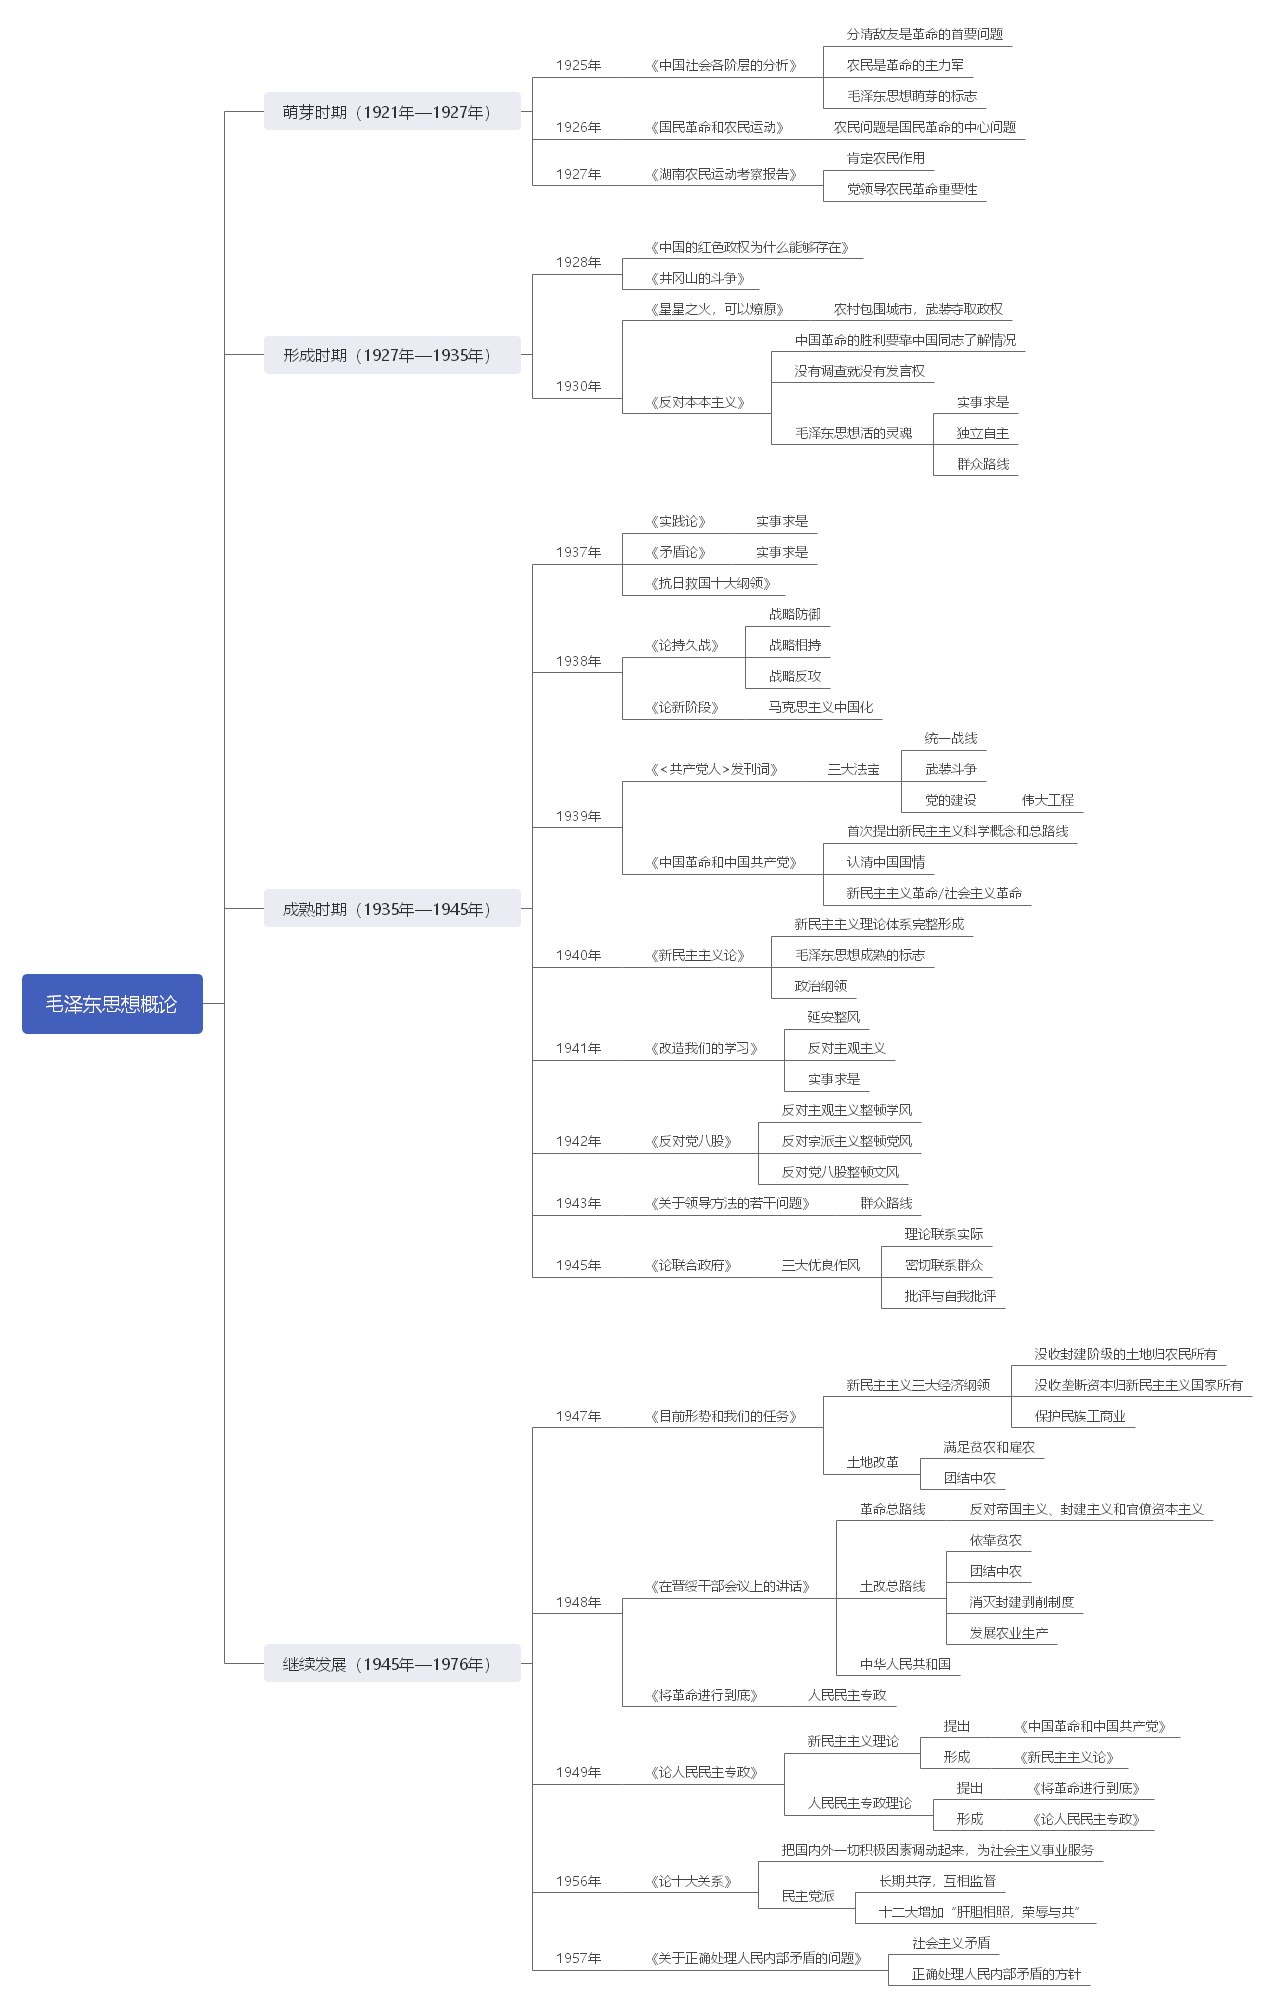 毛泽东思想概论
萌芽时期（1921年—1927年）
1925年
《中国社会各阶层的分析》
分清敌友是革命的首要问题
农民是革命的主力军
毛泽东思想萌芽的标志
1926年
《国民革命和农民运动》
农民问题是国民革命的中心问题
1927年
《湖南农民运动考察报告》
肯定农民作用
党领导农民革命重要性
形成时期（1927年—1935年）
1928年
《中国的红色政权为什么能够存在》
《井冈山的斗争》
1930年
《星星之火，可以燎原》
农村包围城市，武装夺取政权
《反对本本主义》
中国革命的胜利要靠中国同志了解情况
没有调查就没有发言权
毛泽东思想活的灵魂
实事求是
独立自主
群众路线
成熟时期（1935年—1945年）
1937年
《实践论》
实事求是
《矛盾论》
实事求是
《抗日救国十大纲领》
1938年
《论持久战》
战略防御
战略相持
战略反攻
《论新阶段》
马克思主义中国化
1939年
《<共产党人>发刊词》
三大法宝
统一战线
武装斗争
党的建设
伟大工程
《中国革命和中国共产党》
首次提出新民主主义科学概念和总路线
认清中国国情
新民主主义革命/社会主义革命
1940年
《新民主主义论》
新民主主义理论体系完整形成
毛泽东思想成熟的标志
政治纲领
1941年
《改造我们的学习》
延安整风
反对主观主义
实事求是
1942年
《反对党八股》
反对主观主义整顿学风
反对宗派主义整顿党风
反对党八股整顿文风
1943年
《关于领导方法的若干问题》
群众路线
1945年
《论联合政府》
三大优良作风
理论联系实际
密切联系群众
批评与自我批评
继续发展（1945年—1976年）
1947年
《目前形势和我们的任务》
新民主主义三大经济纲领
没收封建阶级的土地归农民所有
没收垄断资本归新民主主义国家所有
保护民族工商业
土地改革
满足贫农和雇农
团结中农
1948年
《在晋绥干部会议上的讲话》
革命总路线
反对帝国主义、封建主义和官僚资本主义
土改总路线
依靠贫农
团结中农
消灭封建剥削制度
发展农业生产
中华人民共和国
《将革命进行到底》
人民民主专政
1949年
《论人民民主专政》
新民主主义理论
提出
《中国革命和中国共产党》
形成
《新民主主义论》
人民民主专政理论
提出
《将革命进行到底》
形成
《论人民民主专政》
1956年
《论十大关系》
把国内外一切积极因素调动起来，为社会主义事业服务
民主党派
长期共存，互相监督
十二大增加“肝胆相照，荣辱与共”
1957年
《关于正确处理人民内部矛盾的问题》
社会主义矛盾
正确处理人民内部矛盾的方针